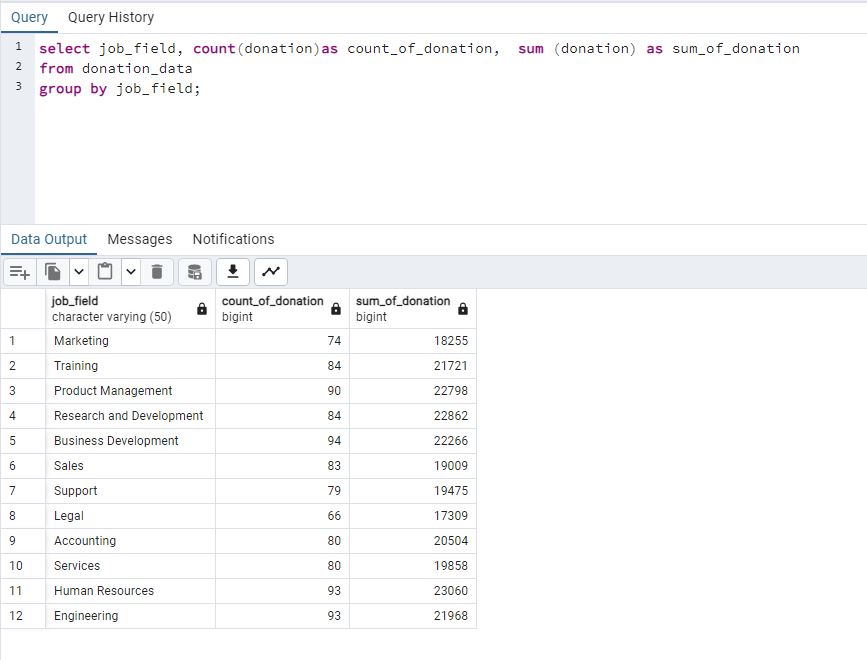 Query Query History
1 select job_field, count(donation)as count_of_donation,  sum (donation) as sum_of_donation
2 from donation_data
3 group by job_field;
Data Output Messages Notifications
job_field count_of_donation sum_of_donation
character varying (50) bigint bigint
1 Marketing 74 18255
2 Training 84 21721
3 Product Management 90 22798
4 Research and Development 84 22862
5 Business Development 94 22266
6 Sales 83 19009
7 Support 79 19475
8 Legal 66 17309
9 Accounting 80 20504
10 Services 80 19858
11 Human Resources 93 23060
12 Engineering 93 21968